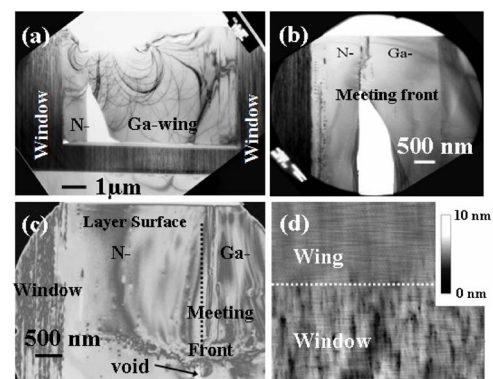 (a)
Window
N-
Ga-wing
Window
1µm
(b)
N-
Ga-
Meeting front
500 nm
(c)
Layer Surface
N-
Ga-
Window
Meeting
500 nm
Front
void
(d)
10 nm
Wing
0 nm
Window